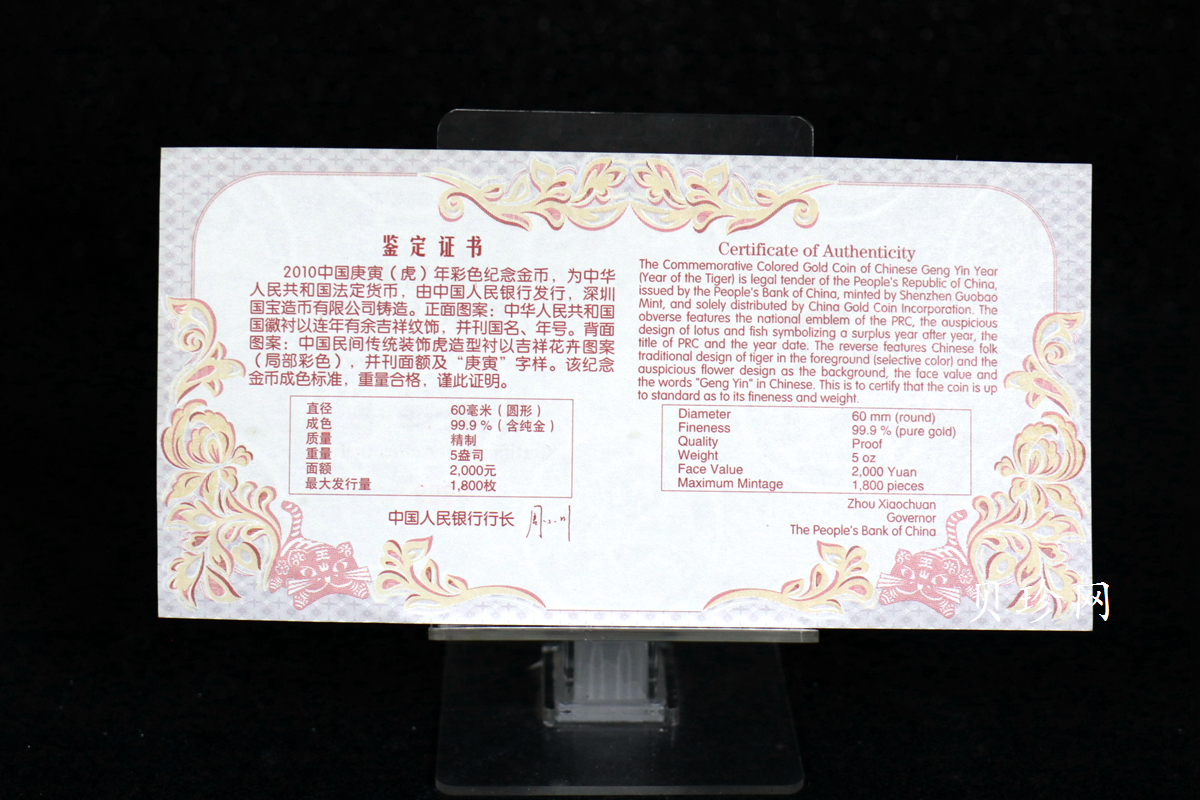 鉴定证书
2010中国庚寅（虎）年彩色纪念金币，为中华
人民共和国法定货币，由中国人民银行发行，深圳
国宝造币有限公司铸造。正面图案：中华人民共和国
国徽衬以连年有余吉祥纹饰，并刊国名、年号。背面
图案：中国民间传统装饰虎造型衬以吉祥花卉图案
（局部彩色），并刊面额及“庚寅”字样。该纪念
金币成色标准，重量合格，谨此证明。
直径 60毫米（圆形）
成色 99.9％（含纯金）
质量 精制
重量 5盎司
面额 2,000元
最大发行量 1,800枚
中国人民银行行长
Certificate of Authenticity
The Commemorative Colored Gold Coin of Chinese Geng Yin Year
(Year of the Tiger) is legal tender of the People's Republic of China,
issued by the People's Bank of China, minted by Shenzhen Guobao
Mint, and solely distributed by China Gold Coin Incorporation. The
obverse features the national emblem of the PRC, the auspicious
design of lotus and fish symbolizing a surplus year after year, the
title of PRC and the year date. The reverse features Chinese folk
traditional design of tiger in the foreground (selective color) and the
auspicious flower design as the background, the face value and
the words "Geng Yin" in Chinese. This is to certify that the coin is up
to standard as to its fineness and weight.
Diameter 60 mm (round)
Fineness 99.9 % (pure gold)
Quality Proof
Weight 5 oz
Face Value 2,000 Yuan
Maximum Mintage 1,800 pieces
Zhou Xiaochuan
Governor
The People's Bank of China
贝珍网